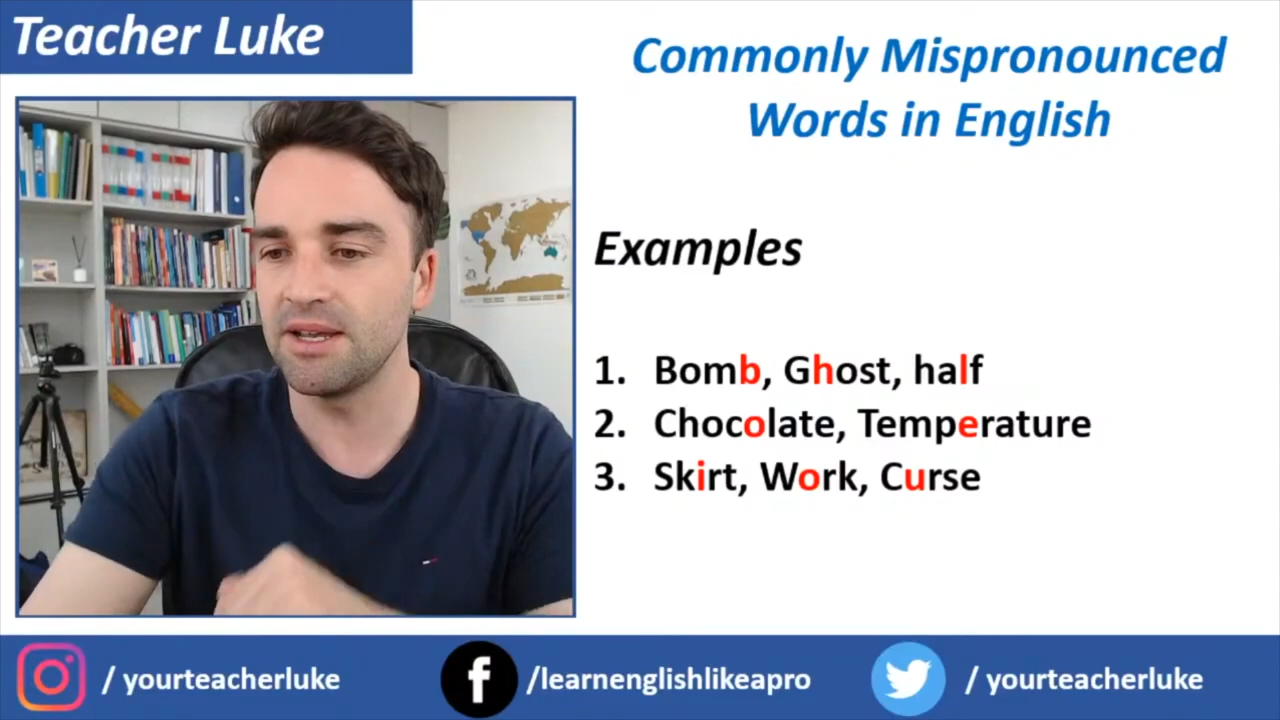 Teacher Luke
Commonly Mispronounced
Words in English
Examples
1. Bomb, Ghost, half
2. Chocolate, Temperature
3. Skirt, Work, Curse
/ yourteacherluke
/learnenglishlikeapro
/ yourteacherluke